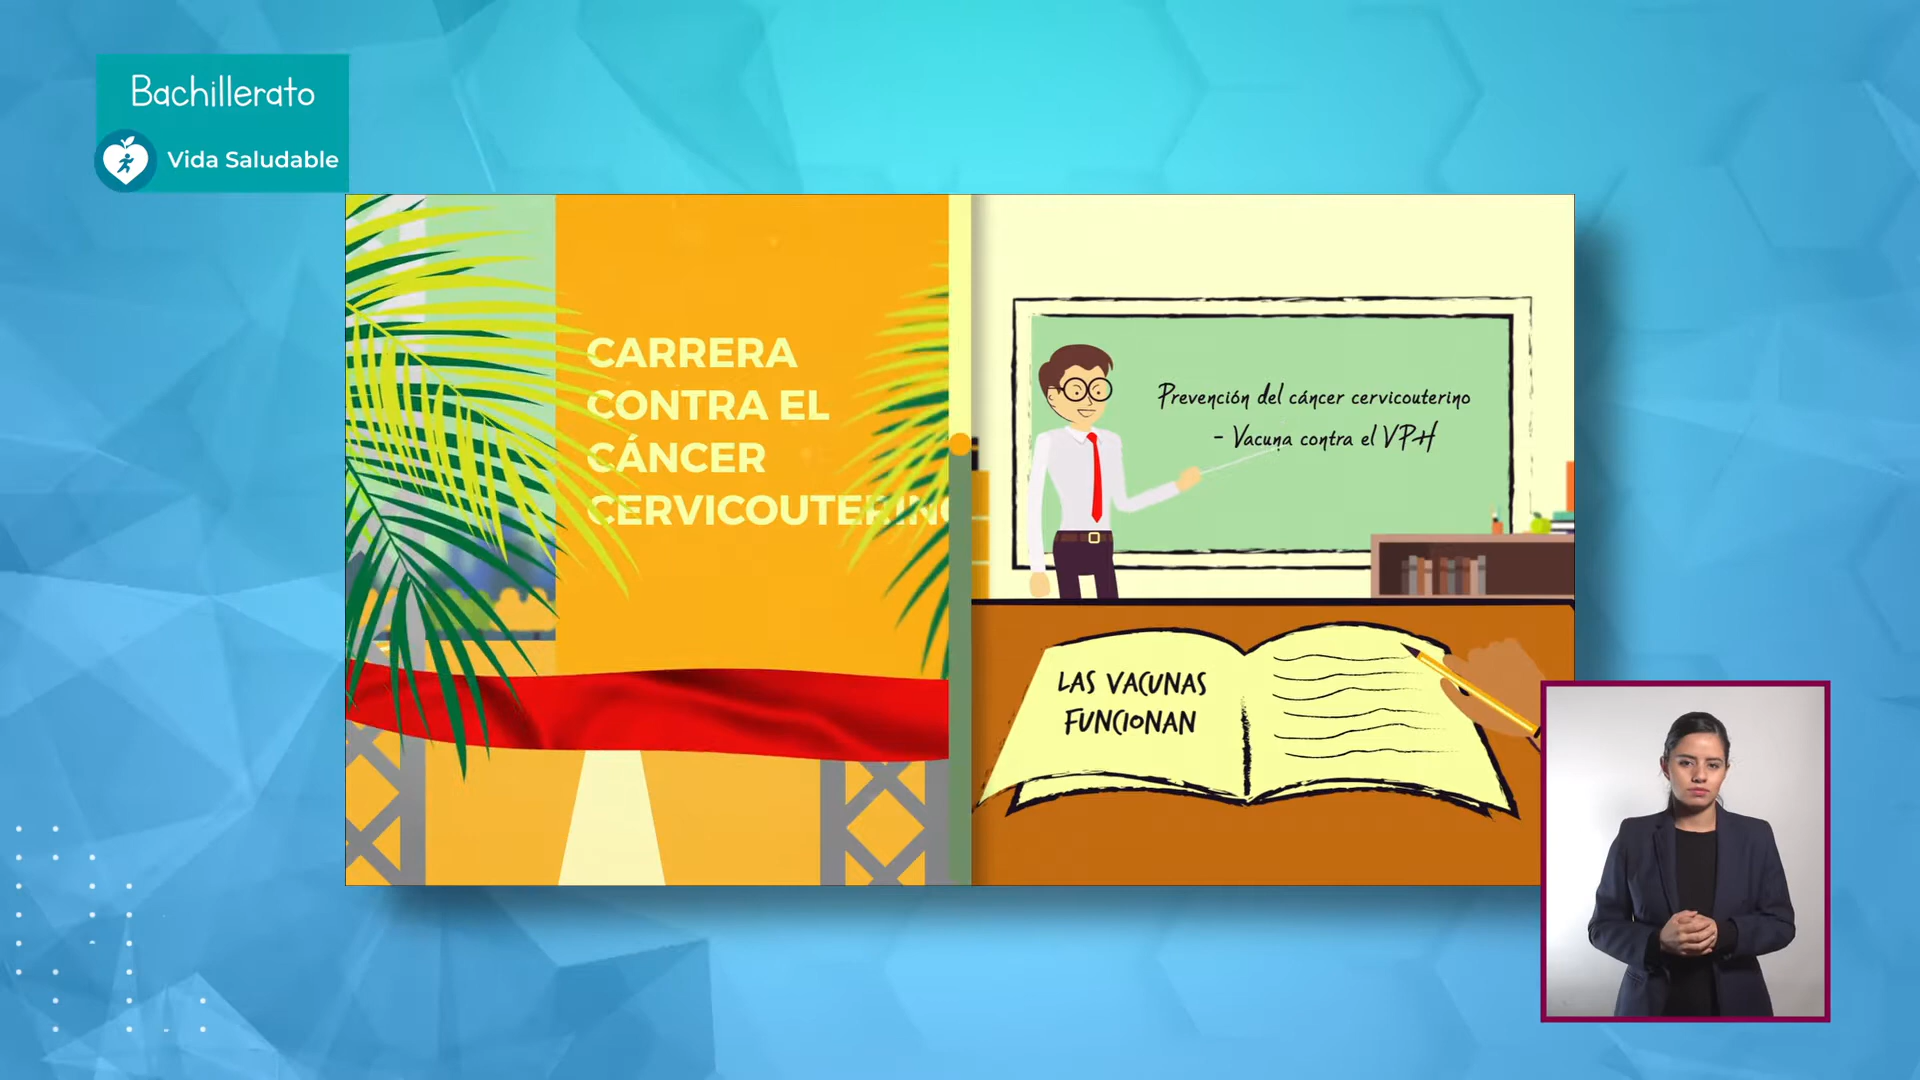 Bachillerato
Vida Saludable
CARRERA
CONTRA EL
CÁNCER
CERVICOUTERINO
Prevención del cáncer cervicouterino
- Vacuna contra el VPH
LAS VACUNAS
FUNCIONAN